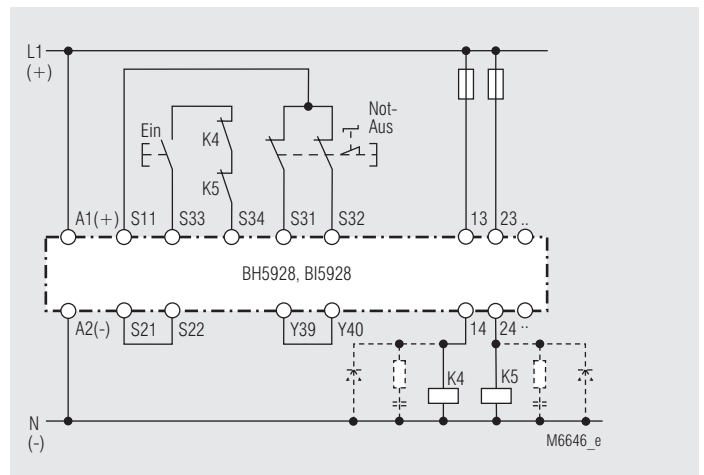 L1
(+)
Ein
K4
K5
Not-
Aus
A1(+)
S11
S33
S34
S31
S32
13
23 ..
BH5928, BI5928
A2(-)
S21
S22
Y39
Y40
14
24 ..
K4
K5
N
(-)
M6646_e